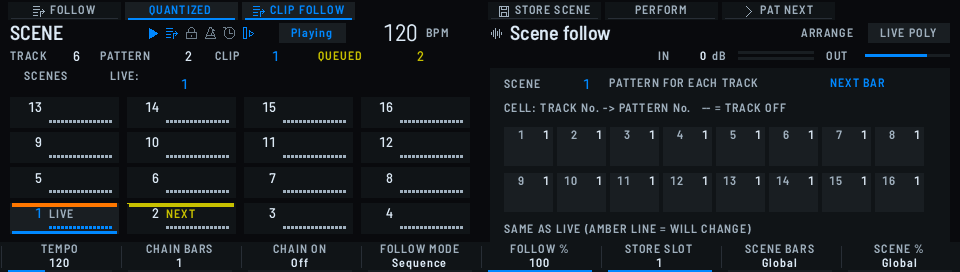 FOLLOW QUANTIZED CLIP FOLLOW STORE SCENE PERFORM PAT NEXT
SCENE Playing 120 BPM Scene follow ARRANGE LIVE POLY
TRACK 6 PATTERN 2 CLIP 1 QUEUED 2 IN 0 dB OUT
SCENES LIVE: 1
SCENE 1 PATTERN FOR EACH TRACK NEXT BAR
CELL: TRACK No. -> PATTERN No. -- = TRACK OFF
13 14 15 16
9 10 11 12
5 6 7 8
1 LIVE 2 NEXT 3 4
1 1 2 1 3 1 4 1 5 1 6 1 7 1 8 1
9 1 10 1 11 1 12 1 13 1 14 1 15 1 16 1
SAME AS LIVE (AMBER LINE = WILL CHANGE)
TEMPO CHAIN BARS CHAIN ON FOLLOW MODE FOLLOW % STORE SLOT SCENE BARS SCENE %
120 1 Off Sequence 100 1 Global Global